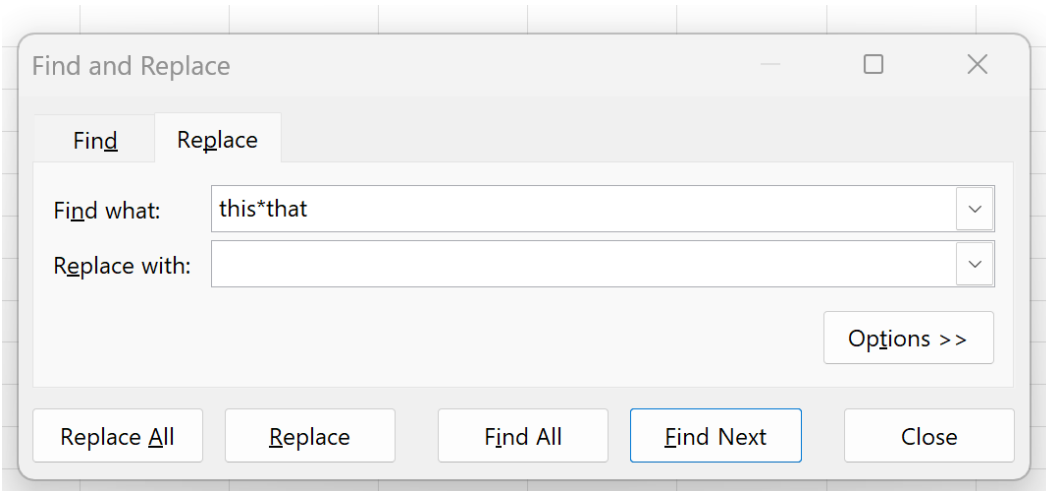 Find and Replace
Find Replace
Find what: this*that
Replace with:
Options >>
Replace All Replace Find All Find Next Close